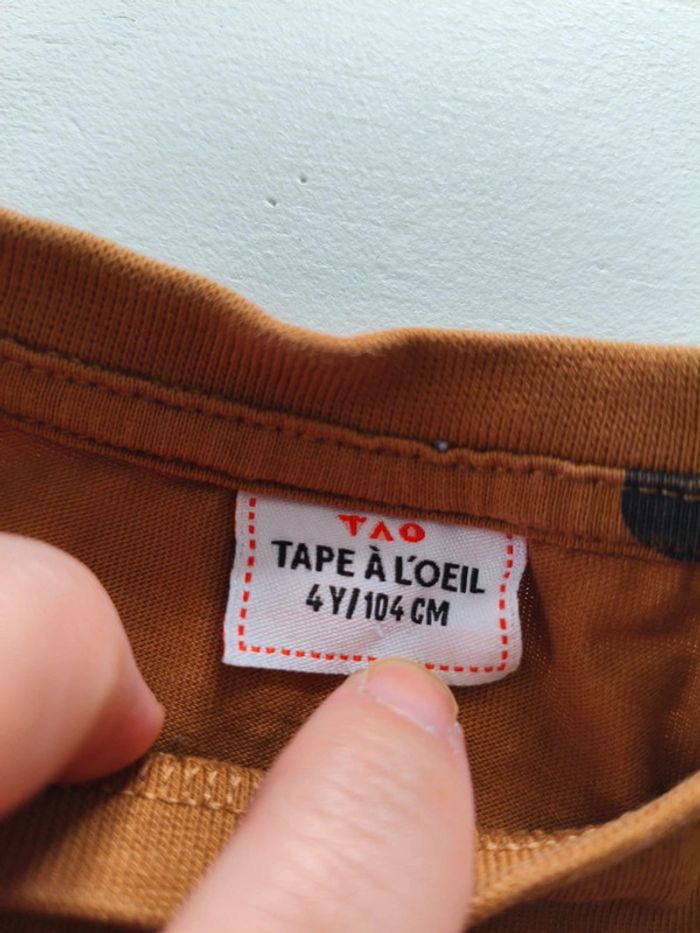 TAO
TAPE À L'OEIL
4Y/104 CM